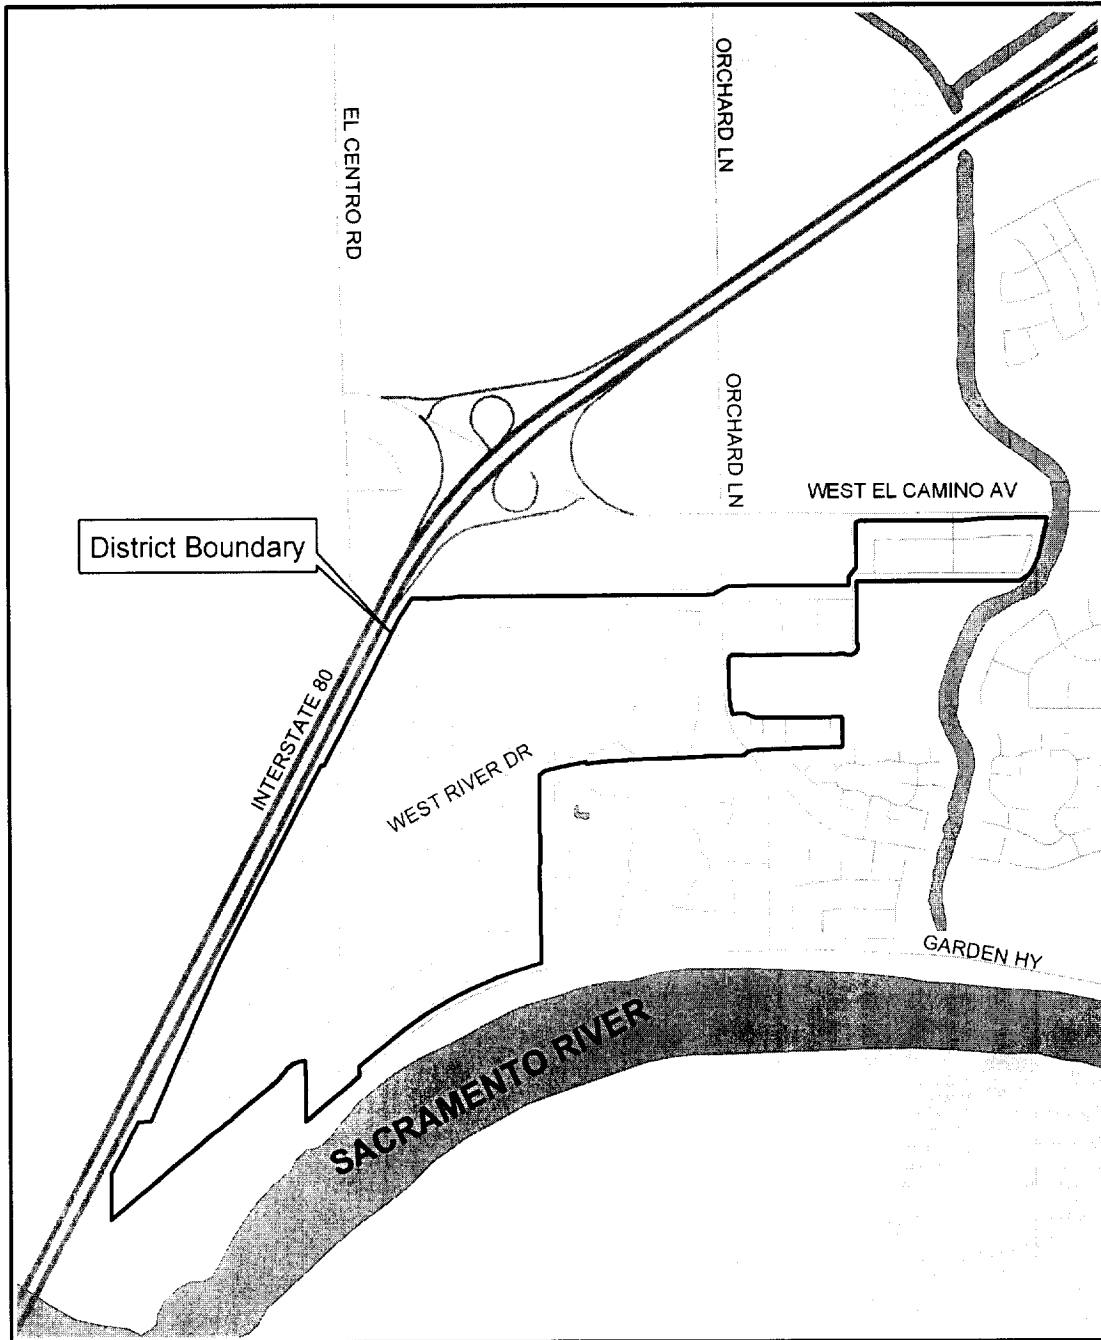 ORCHARD LN
EL CENTRO RD
ORCHARD LN
WEST EL CAMINO AV
District Boundary
INTERSTATE 80
WEST RIVER DR
GARDEN HY
SACRAMENTO RIVER